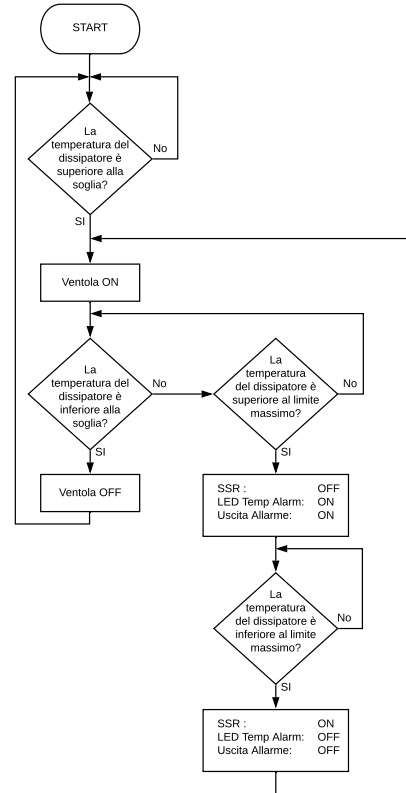 START
La
temperatura del
dissipatore è
superiore alla
soglia?
No
SI
Ventola ON
La
temperatura del
dissipatore è
inferiore alla
soglia?
No
SI
Ventola OFF
La
temperatura
del dissipatore è
superiore al limite
massimo?
No
SI
SSR : OFF
LED Temp Alarm: ON
Uscita Allarme: ON
La
temperatura
del dissipatore è
inferiore al limite
massimo?
No
SI
SSR : ON
LED Temp Alarm: OFF
Uscita Allarme: OFF